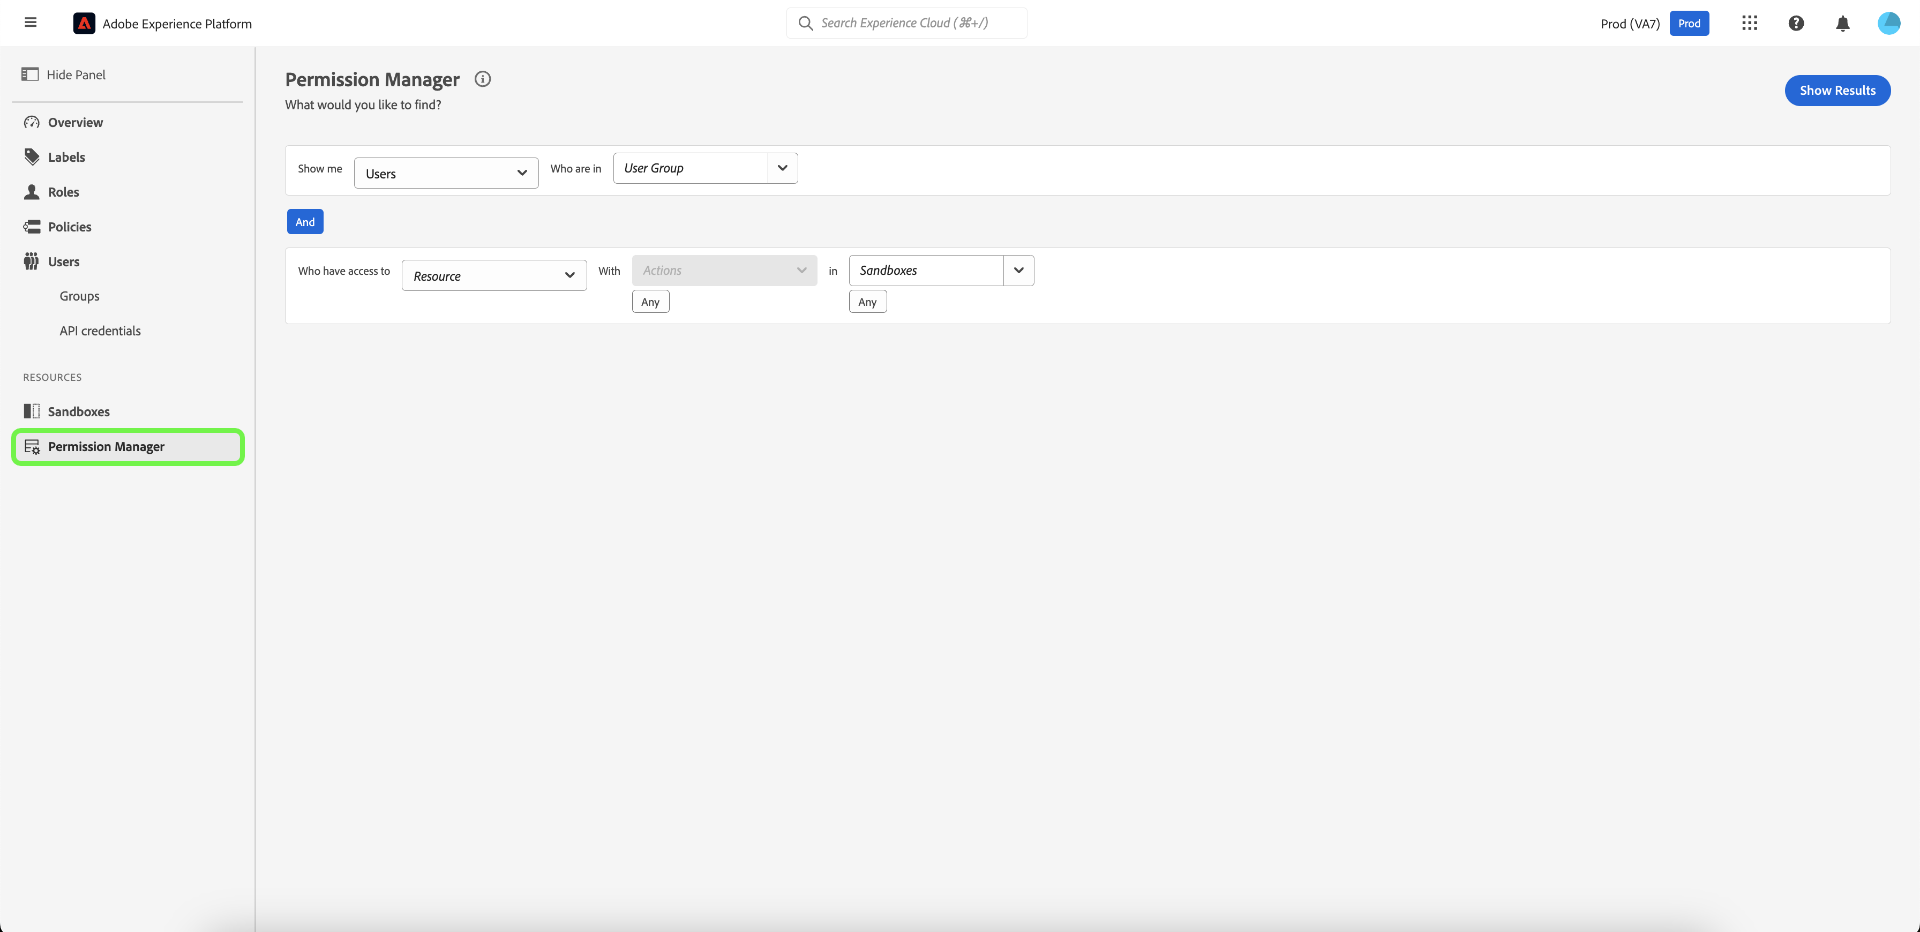 Adobe Experience Platform
Search Experience Cloud (⌘+/)
Prod (VA7)
Prod
Hide Panel
Overview
Labels
Roles
Policies
Users
Groups
API credentials
RESOURCES
Sandboxes
Permission Manager
Permission Manager
What would you like to find?
Show Results
Show me
Users
Who are in
User Group
And
Who have access to
Resource
With
Actions
in
Sandboxes
Any
Any